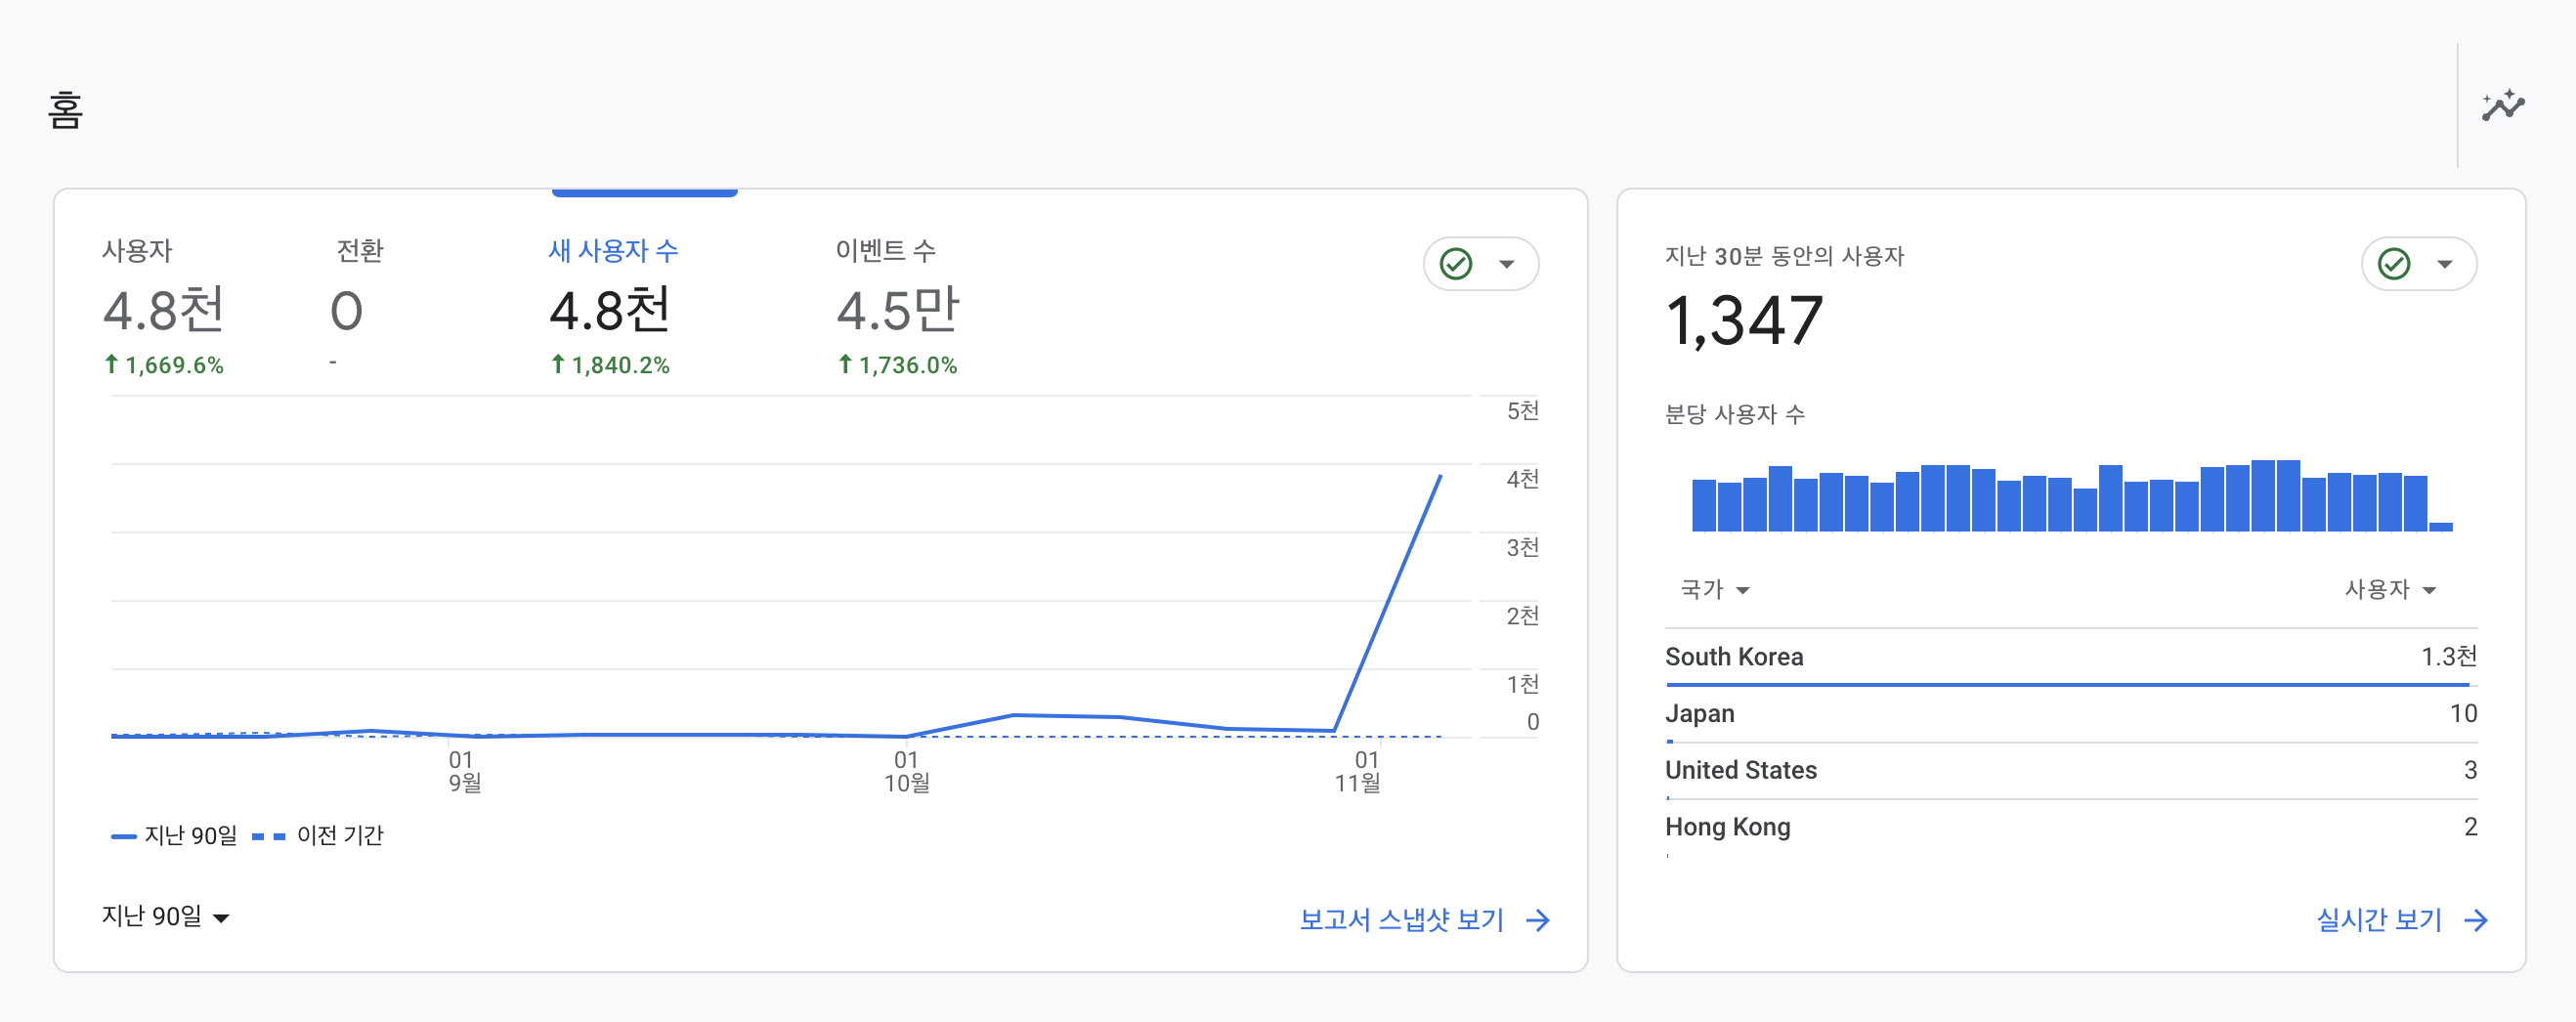 홈
사용자
4.8천
↑ 1,669.6%
전환
0
-
새 사용자 수
4.8천
↑ 1,840.2%
이벤트 수
4.5만
↑ 1,736.0%
5천
4천
3천
2천
1천
0
01
9월
01
10월
01
11월
지난 90일 이전 기간
지난 90일
보고서 스냅샷 보기
지난 30분 동안의 사용자
1,347
분당 사용자 수
국가 사용자
South Korea 1.3천
Japan 10
United States 3
Hong Kong 2
실시간 보기